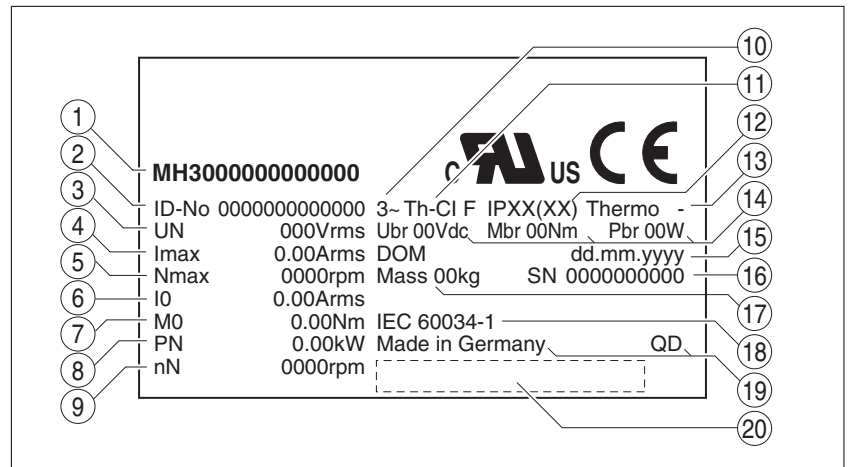 MH3000000000000
C RU US CE
ID-No 0000000000000 3~ Th-Cl F IPXX(XX) Thermo -
UN 000Vrms Ubr 00Vdc Mbr 00Nm Pbr 00W
Imax 0.00Arms DOM dd.mm.yyyy
Nmax 0000rpm Mass 00kg SN 0000000000
I0 0.00Arms
M0 0.00Nm IEC 60034-1
PN 0.00kW Made in Germany QD
nN 0000rpm
1
2
3
4
5
6
7
8
9
10
11
12
13
14
15
16
17
18
19
20